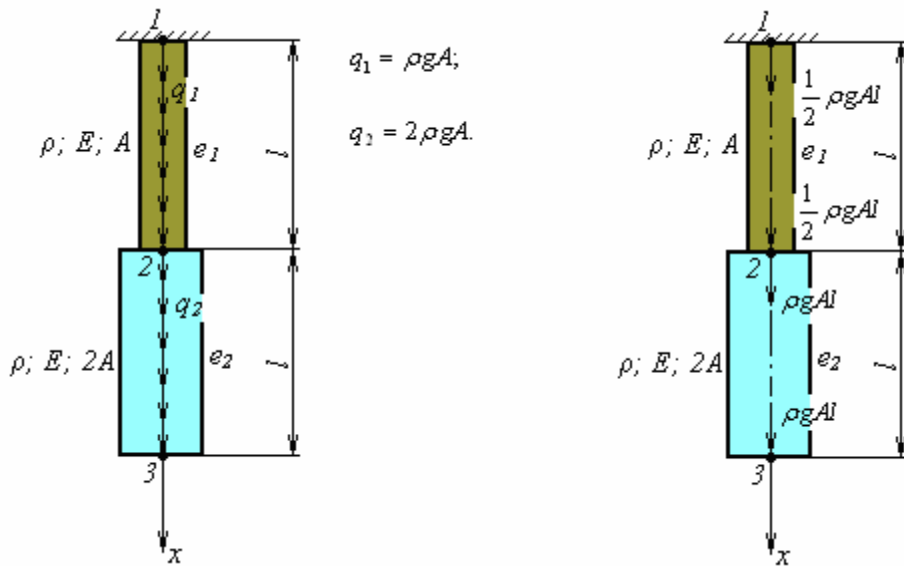 1
q₁
ρ; E; A
e₁
l
2
q₂
ρ; E; 2A
e₂
l
3
x
q₁ = ρgA;
q₂ = 2ρgA.
1
1/2 ρgAl
ρ; E; A
e₁
l
1/2 ρgAl
2
ρgAl
ρ; E; 2A
e₂
l
ρgAl
3
x